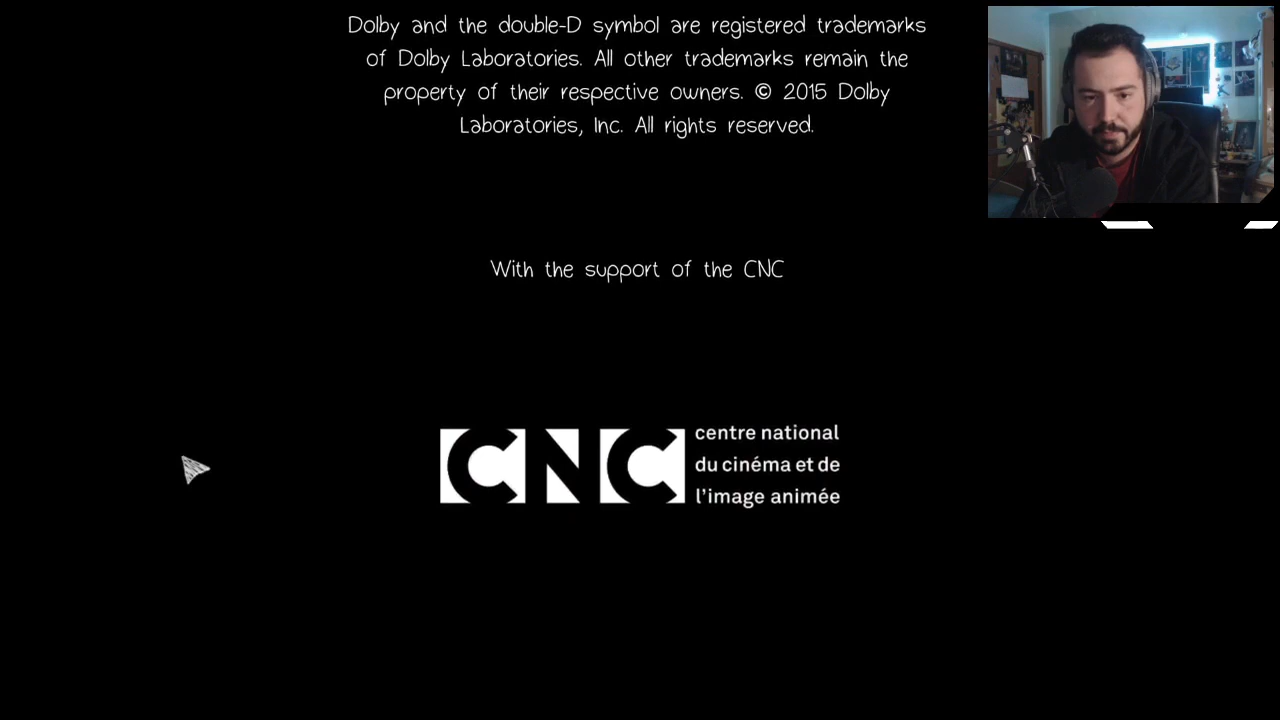 Dolby and the double-D symbol are registered trademarks
of Dolby Laboratories. All other trademarks remain the
property of their respective owners. © 2015 Dolby
Laboratories, Inc. All rights reserved.
With the support of the CNC
CNC
centre national
du cinéma et de
l'image animée